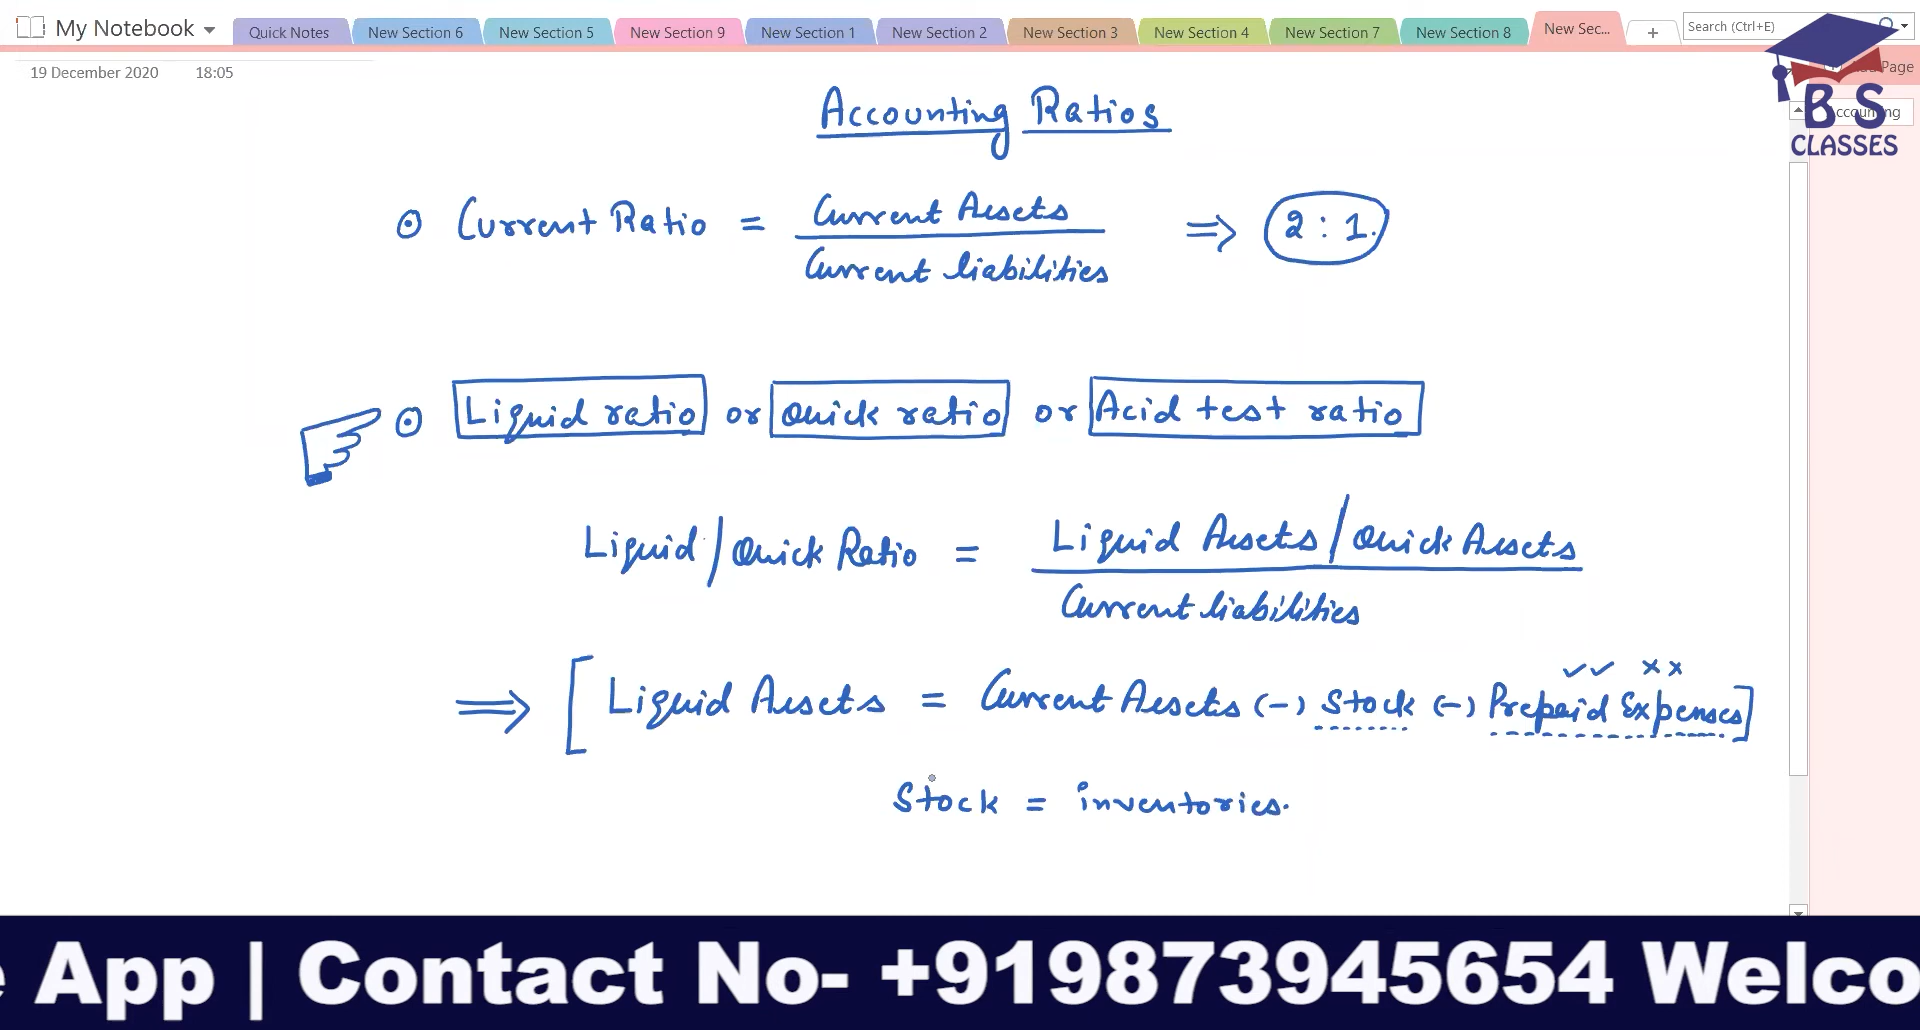 My Notebook
Quick Notes
New Section 6
New Section 5
New Section 9
New Section 1
New Section 2
New Section 3
New Section 4
New Section 7
New Section 8
New Sec...
+
Search (Ctrl+E)
Page
19 December 2020 18:05
ccounting
B S
CLASSES
Accounting Ratios
⊙ Current Ratio = Current Assets ⇒ 2 : 1.
Current liabilities
⊙ Liquid ratio or Quick ratio or Acid test ratio
Liquid/Quick Ratio = Liquid Assets/Quick Assets
Current liabilities
✓✓ ××
⇒ [Liquid Assets = Current Assets (-) Stock (-) Prepaid Expenses]
Stock = inventories.
App | Contact No- +919873945654 Welco